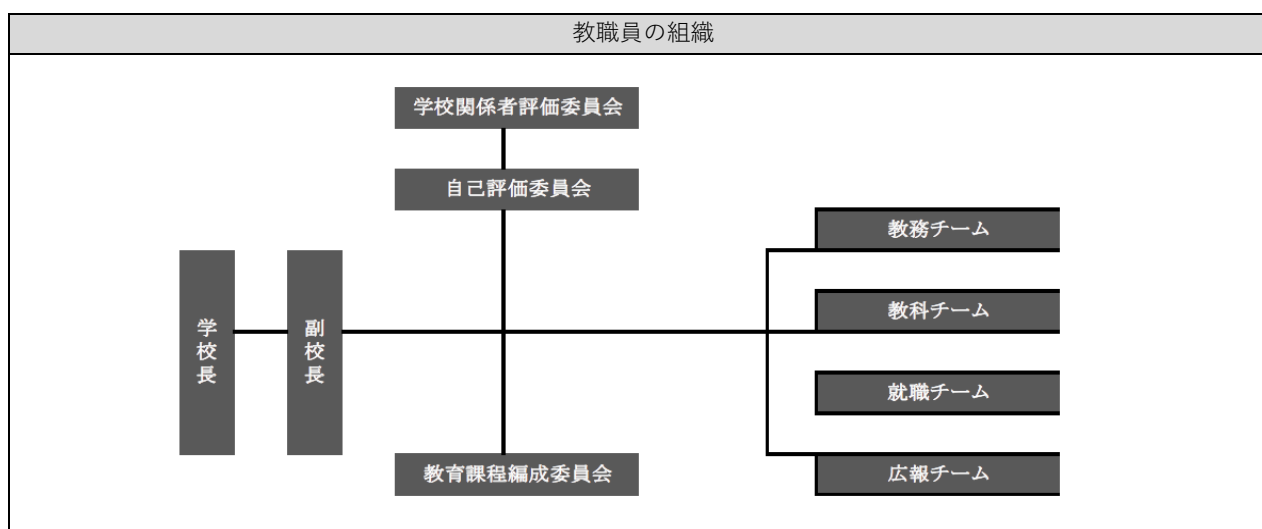 教職員の組織
学校関係者評価委員会
自己評価委員会
教務チーム
学校長
副校長
教科チーム
就職チーム
教育課程編成委員会
広報チーム